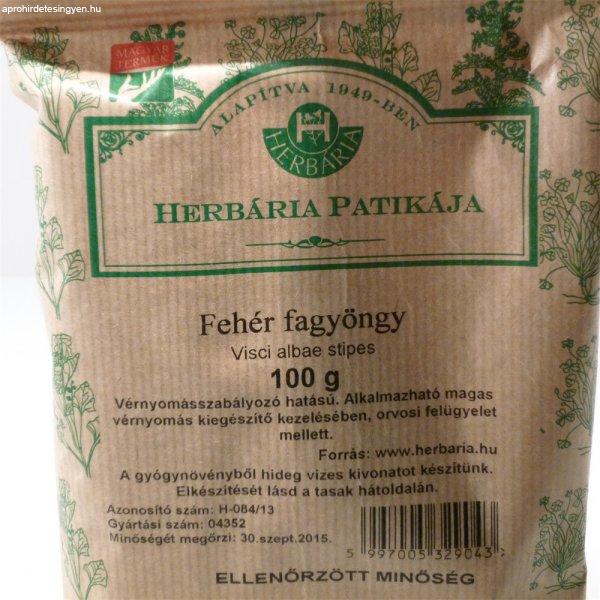 aprohirdetesingyen.hu
MAGYAR
TERMÉK
ALAPÍTVA 1949-BEN
HERBÁRIA
HERBÁRIA PATIKÁJA
Fehér fagyöngy
Visci albae stipes
100 g
Vérnyomásszabályozó hatású. Alkalmazható magas
vérnyomás kiegészítő kezelésében, orvosi felügyelet
mellett.
Forrás: www.herbaria.hu
A gyógynövényből hideg vizes kivonatot készítünk.
Elkészítését lásd a tasak hátoldalán.
Azonosító szám: H-084/13
Gyártási szám: 04352
Minőségét megőrzi: 30.szept.2015.
5 997005 329043
ELLENŐRZÖTT MINŐSÉG